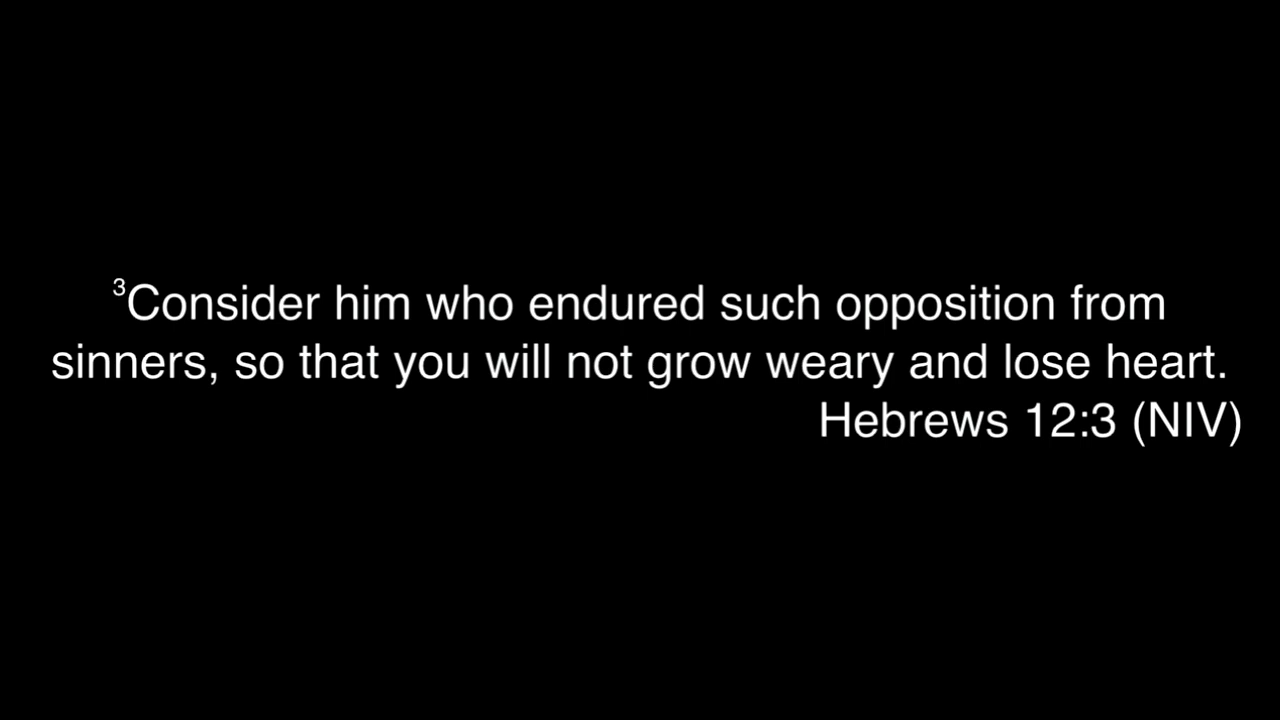 ³Consider him who endured such opposition from
sinners, so that you will not grow weary and lose heart.
Hebrews 12:3 (NIV)